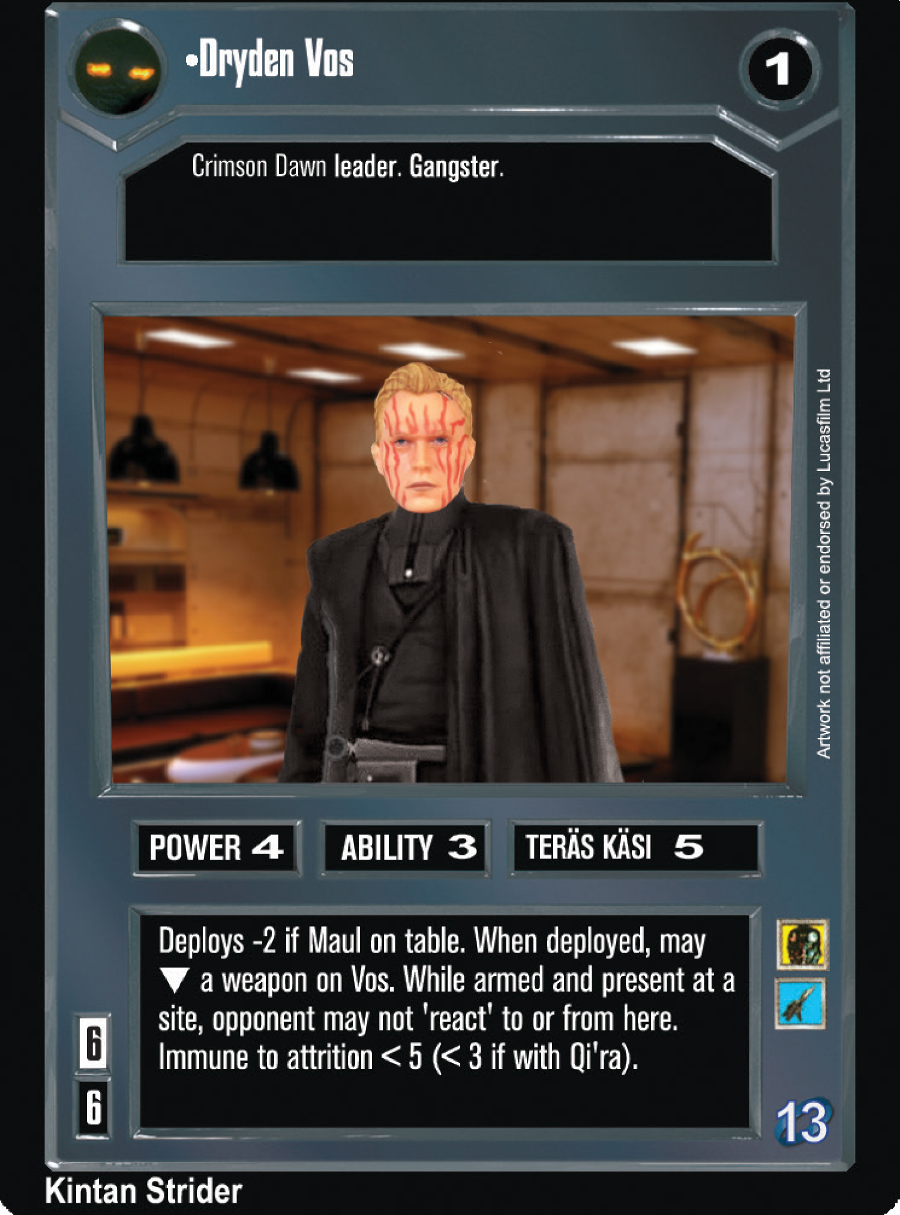 •Dryden Vos
1
Crimson Dawn leader. Gangster.
Artwork not affiliated or endorsed by Lucasfilm Ltd
POWER 4
ABILITY 3
TERÄS KÄSI 5
Deploys -2 if Maul on table. When deployed, may
▼ a weapon on Vos. While armed and present at a
site, opponent may not 'react' to or from here.
Immune to attrition < 5 (< 3 if with Qi'ra).
6
6
13
Kintan Strider